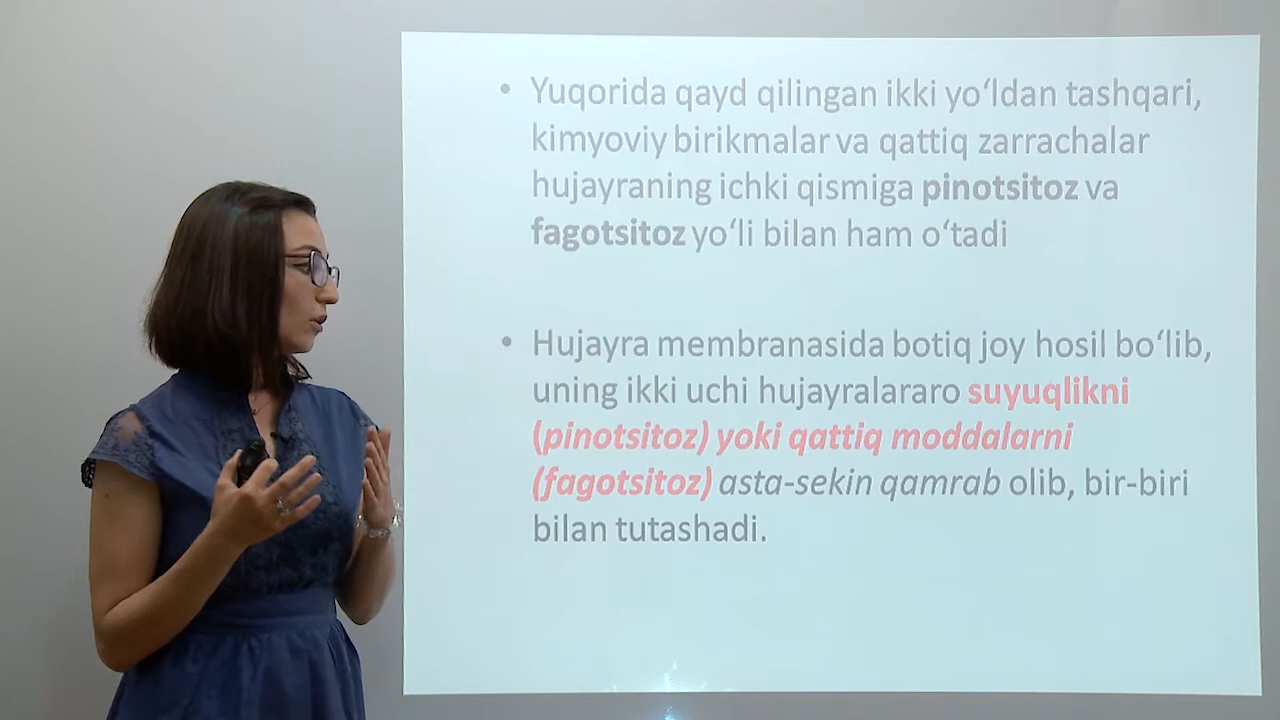 • Yuqorida qayd qilingan ikki yo‘ldan tashqari,
kimyoviy birikmalar va qattiq zarrachalar
hujayraning ichki qismiga pinotsitoz va
fagotsitoz yo‘li bilan ham o‘tadi
• Hujayra membranasida botiq joy hosil bo‘lib,
uning ikki uchi hujayralararo suyuqlikni
(pinotsitoz) yoki qattiq moddalarni
(fagotsitoz) asta-sekin qamrab olib, bir-biri
bilan tutashadi.